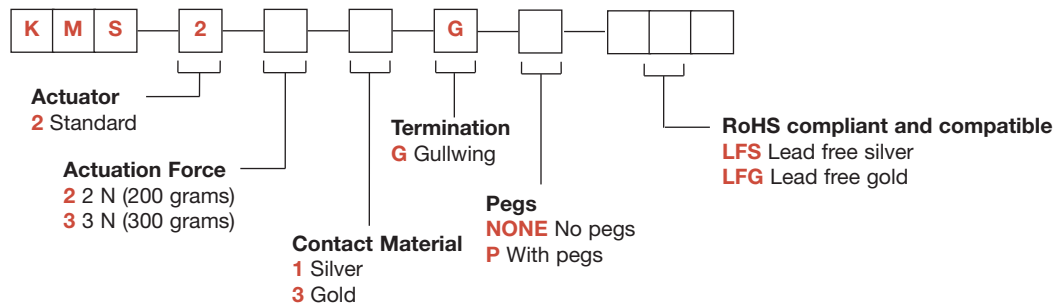 K M S 2 G
Actuator
2 Standard
Actuation Force
2 2 N (200 grams)
3 3 N (300 grams)
Contact Material
1 Silver
3 Gold
Termination
G Gullwing
Pegs
NONE No pegs
P With pegs
RoHS compliant and compatible
LFS Lead free silver
LFG Lead free gold